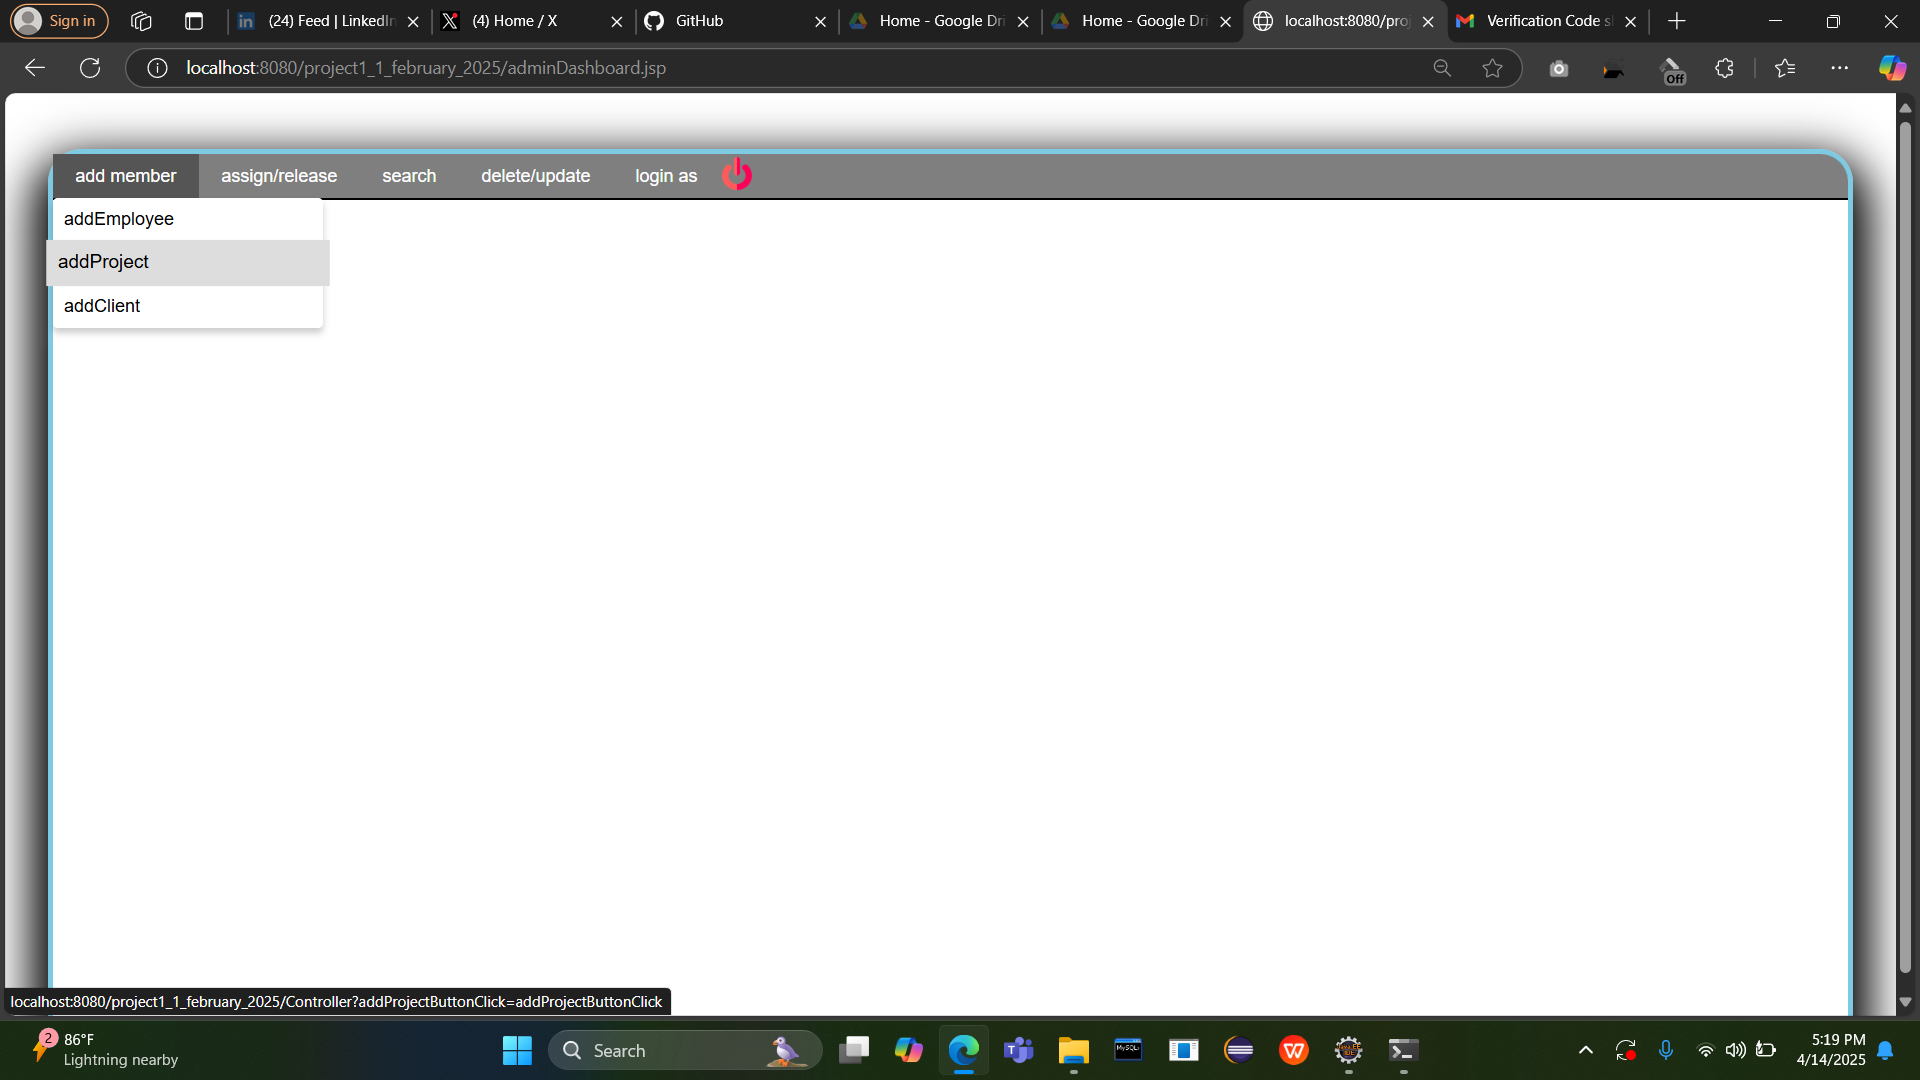 Sign in
(24) Feed | LinkedIn
(4) Home / X
GitHub
Home - Google Dri
Home - Google Dri
localhost:8080/proj
Verification Code sl
localhost:8080/project1_1_february_2025/adminDashboard.jsp
Off
add member
assign/release
search
delete/update
login as
addEmployee
addProject
addClient
localhost:8080/project1_1_february_2025/Controller?addProjectButtonClick=addProjectButtonClick
2
86°F
Lightning nearby
Search
5:19 PM
4/14/2025